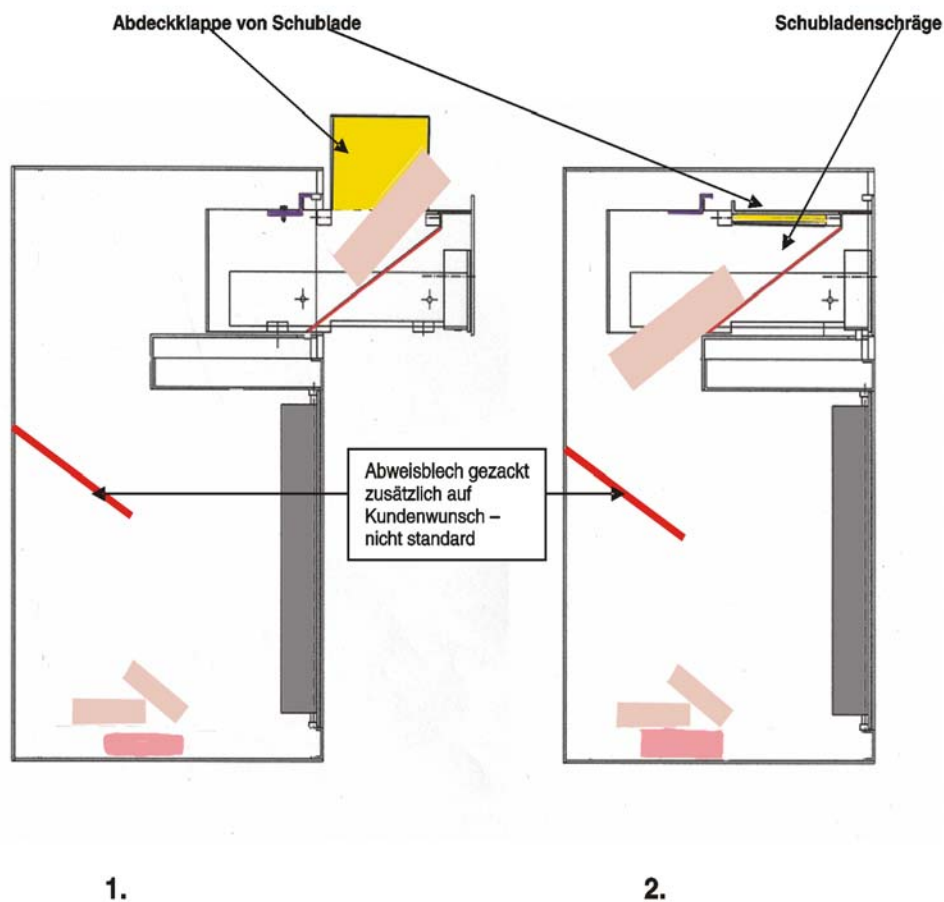 Abdeckklappe von Schublade
Schubladenschräge
Abweisblech gezackt
zusätzlich auf
Kundenwunsch –
nicht standard
1.
2.